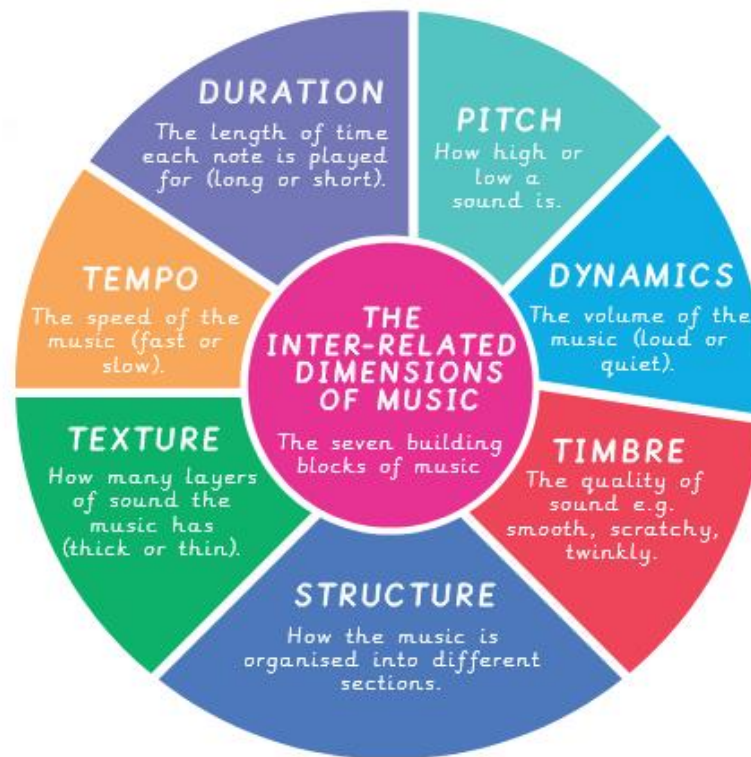 THE
INTER-RELATED
DIMENSIONS
OF MUSIC
The seven building
blocks of music
DURATION
The length of time
each note is played
for (long or short).
PITCH
How high or
low a
sound is.
DYNAMICS
The volume of the
music (loud or
quiet).
TIMBRE
The quality of
sound e.g.
smooth, scratchy,
twinkly.
STRUCTURE
How the music is
organised into different
sections.
TEXTURE
How many layers
of sound the
music has
(thick or thin).
TEMPO
The speed of the
music (fast or
slow).